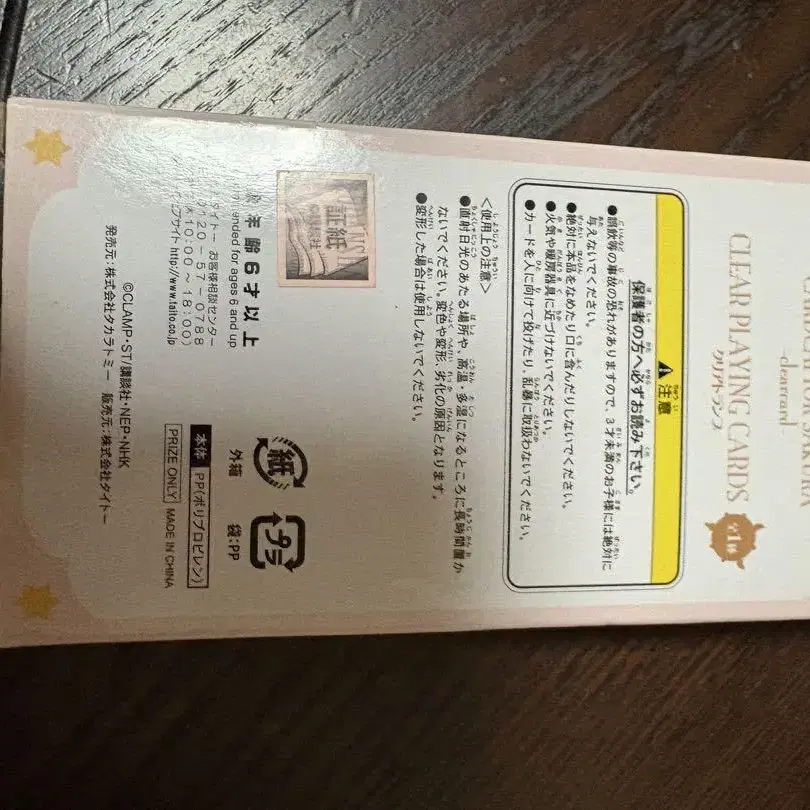 -clearcard-
CLEAR PLAYING CARDS
クリアトランプ
全1種
⚠注意
保護者の方へ必ずお読み下さい。
●誤飲等の事故の恐れがありますので、3才未満のお子様には絶対に
与えないでください。
●絶対に本品をなめたり口に含んだりしないでください。
●火気や暖房器具に近づけないでください。
●カードを人に向けて投げたり、乱暴に取扱わないでください。
<使用上の注意>
●直射日光のあたる場所や、高温・多湿になるところに長時間置か
ないでください。変色や変形、劣化の原因となります。
●変形した場合は使用しないでください。
証紙
講談社
年齢6才以上
intended for ages 6 and up
タイトー お客様相談センター
0120-57-0788
10:00~18:00)
http://www.taito.co.jp
紙
外箱
プラ
袋:PP
本体 PP(ポリプロピレン)
PRIZE ONLY MADE IN CHINA
©CLAMP・ST/講談社・NEP・NHK
発売元:株式会社タカラトミー 販売元:株式会社タイトー